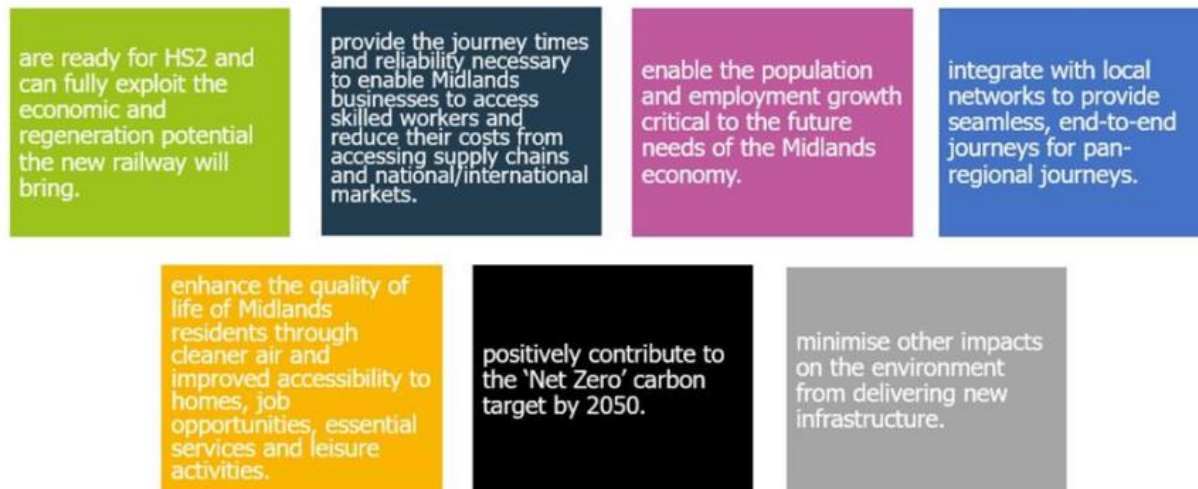 are ready for HS2 and
can fully exploit the
economic and
regeneration potential
the new railway will
bring.
provide the journey times
and reliability necessary
to enable Midlands
businesses to access
skilled workers and
reduce their costs from
accessing supply chains
and national/international
markets.
enable the population
and employment growth
critical to the future
needs of the Midlands
economy.
integrate with local
networks to provide
seamless, end-to-end
journeys for pan-
regional journeys.
enhance the quality of
life of Midlands
residents through
cleaner air and
improved accessibility to
homes, job
opportunities, essential
services and leisure
activities.
positively contribute to
the ‘Net Zero’ carbon
target by 2050.
minimise other impacts
on the environment
from delivering new
infrastructure.